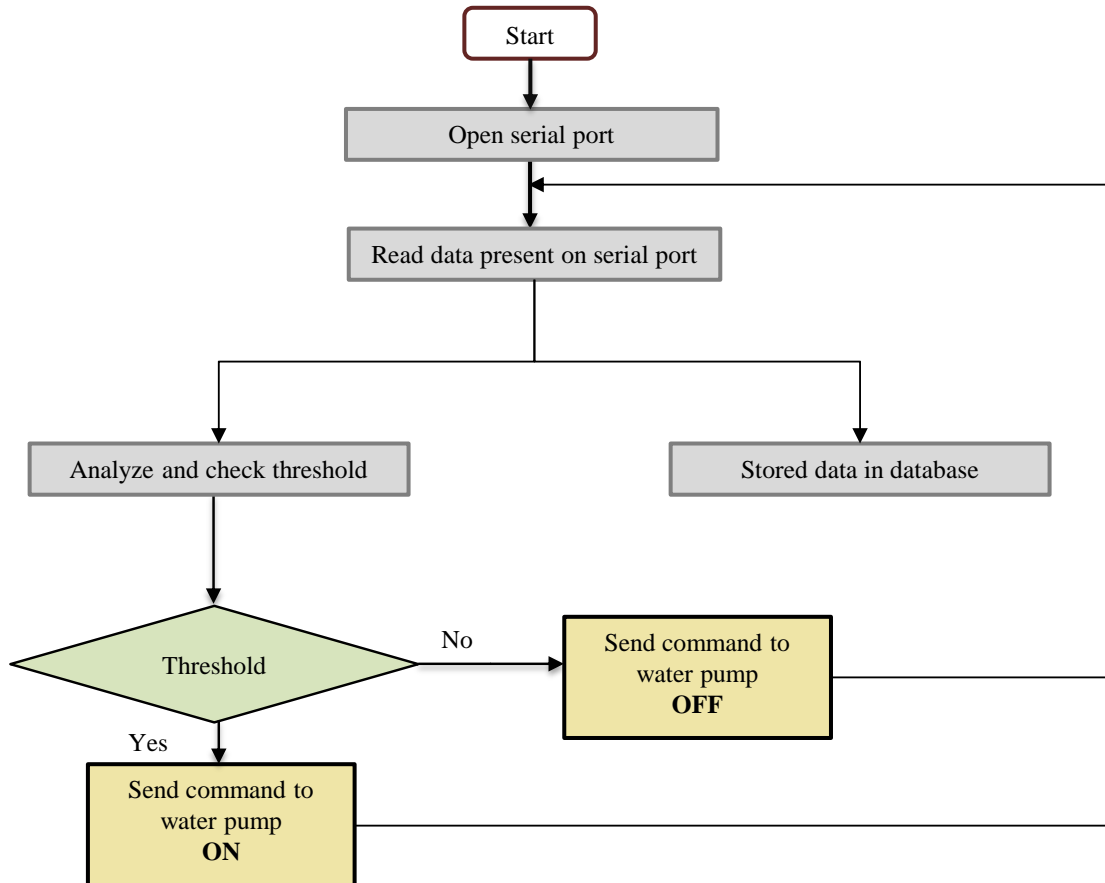 Start
Open serial port
Read data present on serial port
Analyze and check threshold
Stored data in database
Threshold
No
Send command to
water pump
OFF
Yes
Send command to
water pump
ON